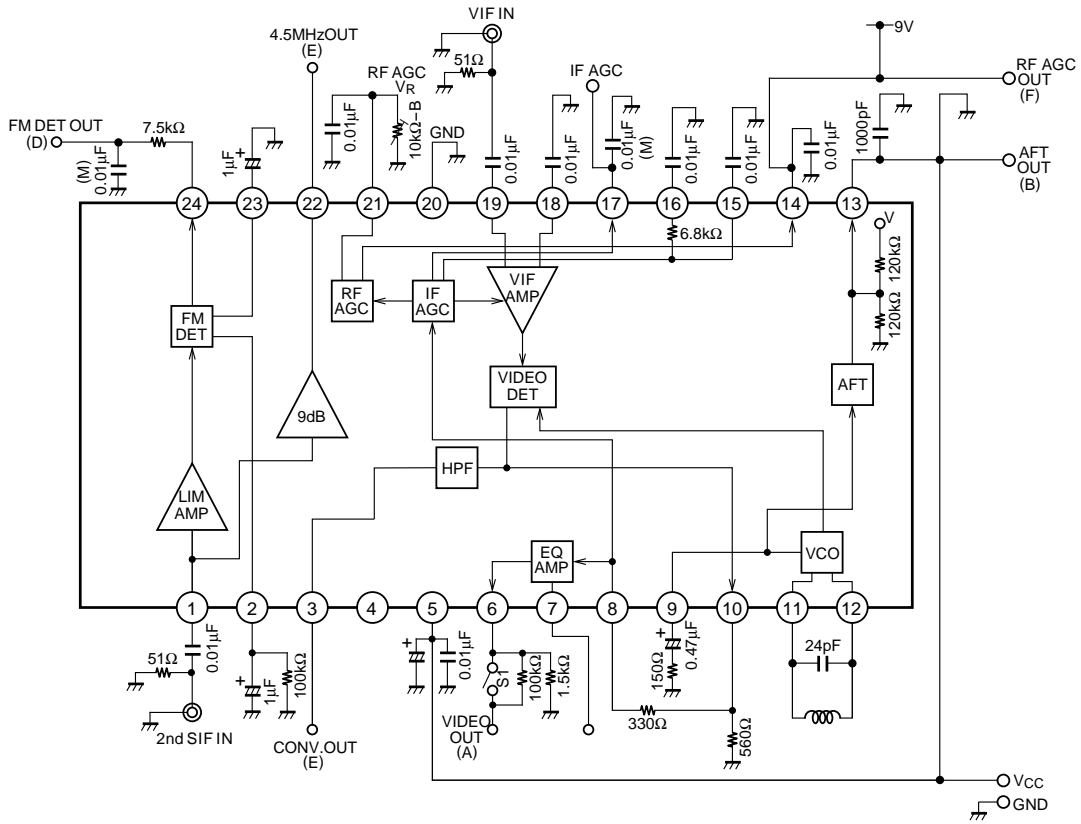 VIF IN
4.5MHzOUT
(E)
51Ω
RF AGC
VR
IF AGC
9V
RF AGC
OUT
(F)
FM DET OUT
(D)
7.5kΩ
(M)
0.01μF
1μF
0.01μF
10kΩ–B
GND
0.01μF
0.01μF
0.01μF
(M)
0.01μF
0.01μF
0.01μF
1000pF
AFT
OUT
(B)
24
23
22
21
20
19
18
17
16
15
14
13
6.8kΩ
V
120kΩ
120kΩ
FM
DET
RF
AGC
IF
AGC
VIF
AMP
VIDEO
DET
AFT
9dB
HPF
LIM
AMP
EQ
AMP
VCO
1
2
3
4
5
6
7
8
9
10
11
12
0.01μF
51Ω
2nd SIF IN
+
1μF
100kΩ
CONV.OUT
(E)
+
0.01μF
S1
100kΩ
1.5kΩ
VIDEO
OUT
(A)
330Ω
+
0.47μF
150Ω
560Ω
24pF
VCC
GND